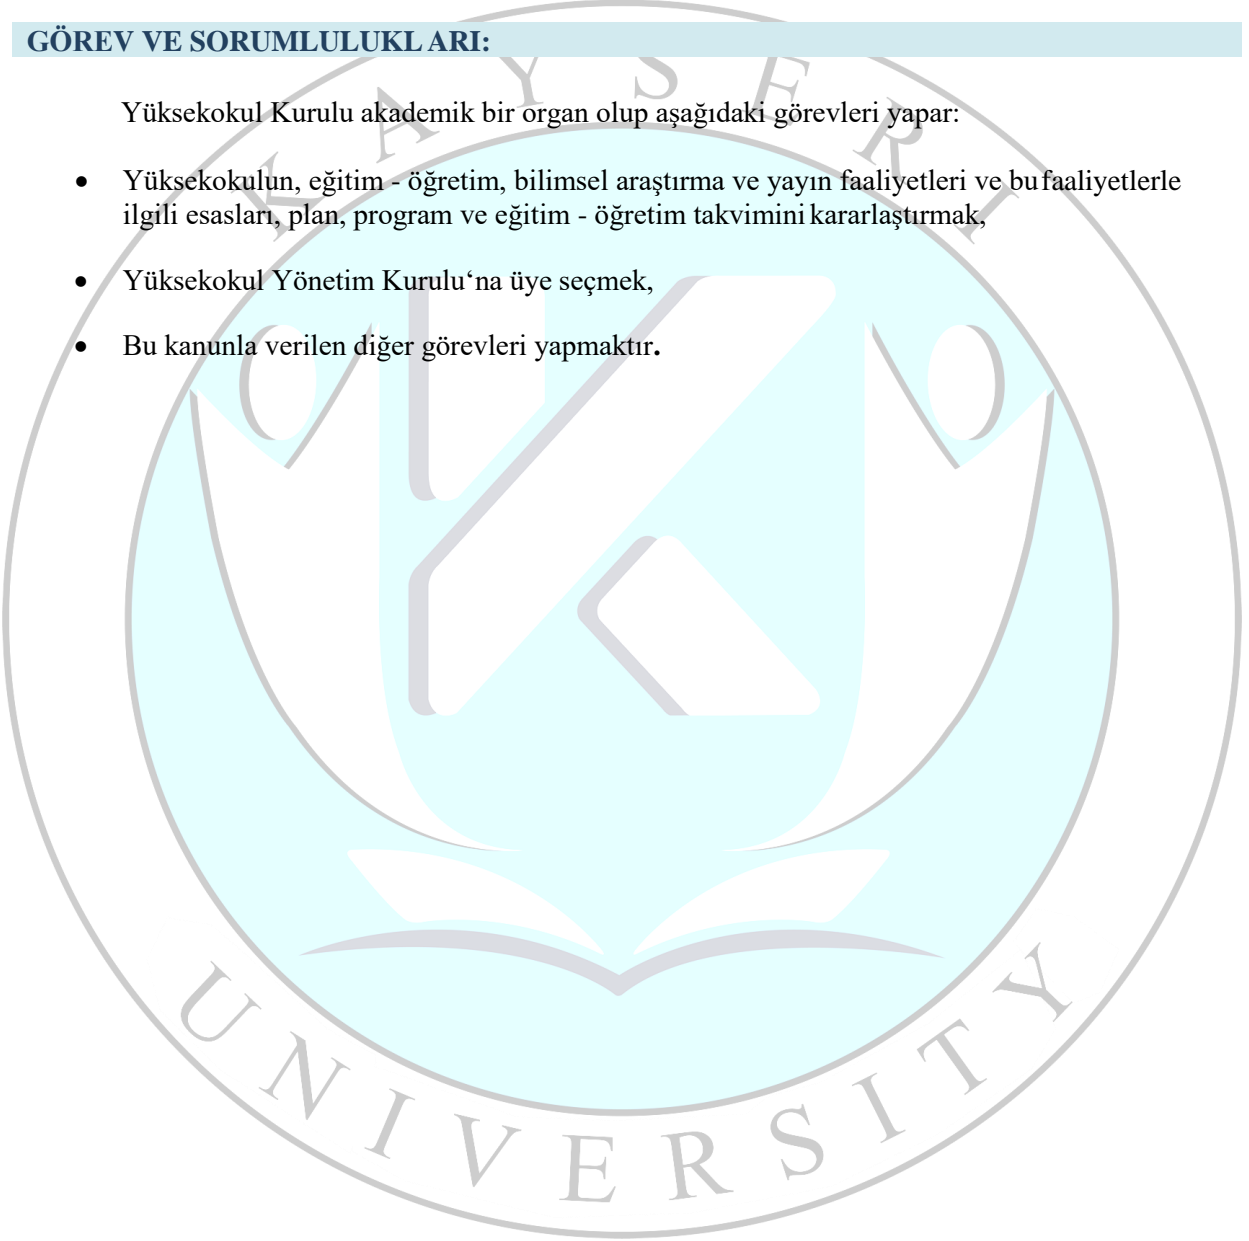 GÖREV VE SORUMLULUKLARI:
Yüksekokul Kurulu akademik bir organ olup aşağıdaki görevleri yapar:
• Yüksekokulun, eğitim - öğretim, bilimsel araştırma ve yayın faaliyetleri ve bu faaliyetlerle
ilgili esasları, plan, program ve eğitim - öğretim takvimini kararlaştırmak,
• Yüksekokul Yönetim Kurulu‘na üye seçmek,
• Bu kanunla verilen diğer görevleri yapmaktır.
KAYSERI
UNIVERSITY